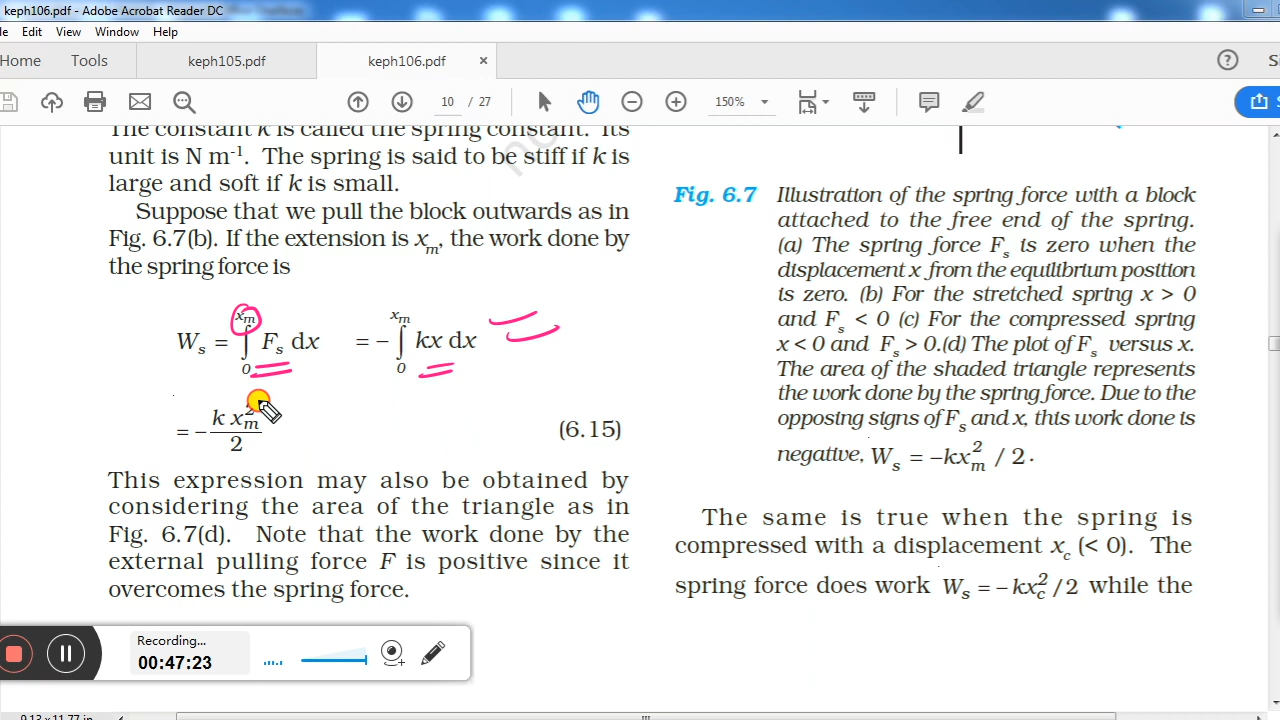 keph106.pdf - Adobe Acrobat Reader DC
Edit View Window Help
Home Tools keph105.pdf keph106.pdf × ?
10 / 27 150%
The constant k is called the spring constant. Its
unit is N m-1. The spring is said to be stiff if k is
large and soft if k is small.
Suppose that we pull the block outwards as in
Fig. 6.7(b). If the extension is xm, the work done by
the spring force is
Ws = ∫0xm Fs dx = – ∫0xm kx dx
= – k xm2 / 2 (6.15)
This expression may also be obtained by
considering the area of the triangle as in
Fig. 6.7(d). Note that the work done by the
external pulling force F is positive since it
overcomes the spring force.
Fig. 6.7 Illustration of the spring force with a block
attached to the free end of the spring.
(a) The spring force Fs is zero when the
displacement x from the equilibrium position
is zero. (b) For the stretched spring x > 0
and Fs < 0 (c) For the compressed spring
x < 0 and Fs > 0.(d) The plot of Fs versus x.
The area of the shaded triangle represents
the work done by the spring force. Due to the
opposing signs of Fs and x, this work done is
negative, Ws = –kxm2 / 2 .
The same is true when the spring is
compressed with a displacement xc (< 0). The
spring force does work Ws = – kxc2 / 2 while the
Recording...
00:47:23
9.13 x 11.77 in